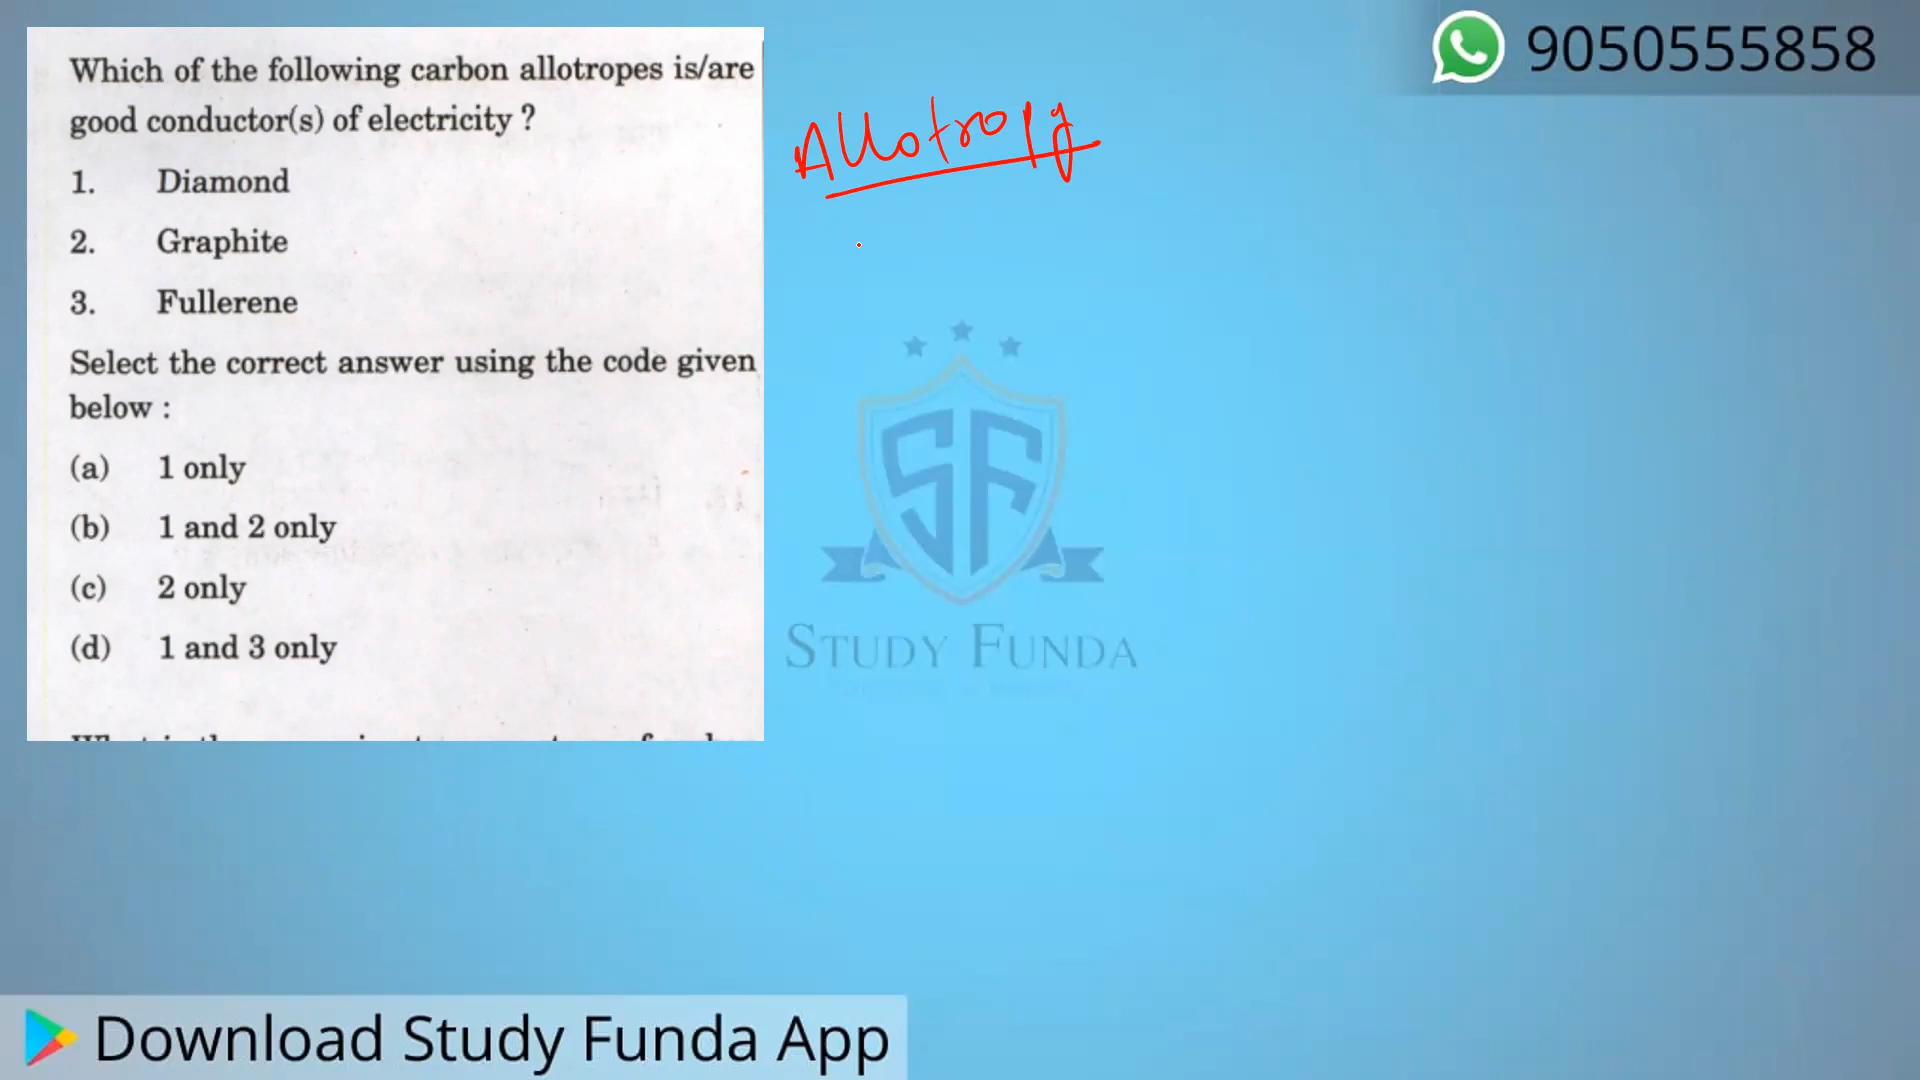 Which of the following carbon allotropes is/are
good conductor(s) of electricity ?
1. Diamond
2. Graphite
3. Fullerene
Select the correct answer using the code given
below :
(a) 1 only
(b) 1 and 2 only
(c) 2 only
(d) 1 and 3 only
Allotropy
9050555858
SF
STUDY FUNDA
Download Study Funda App